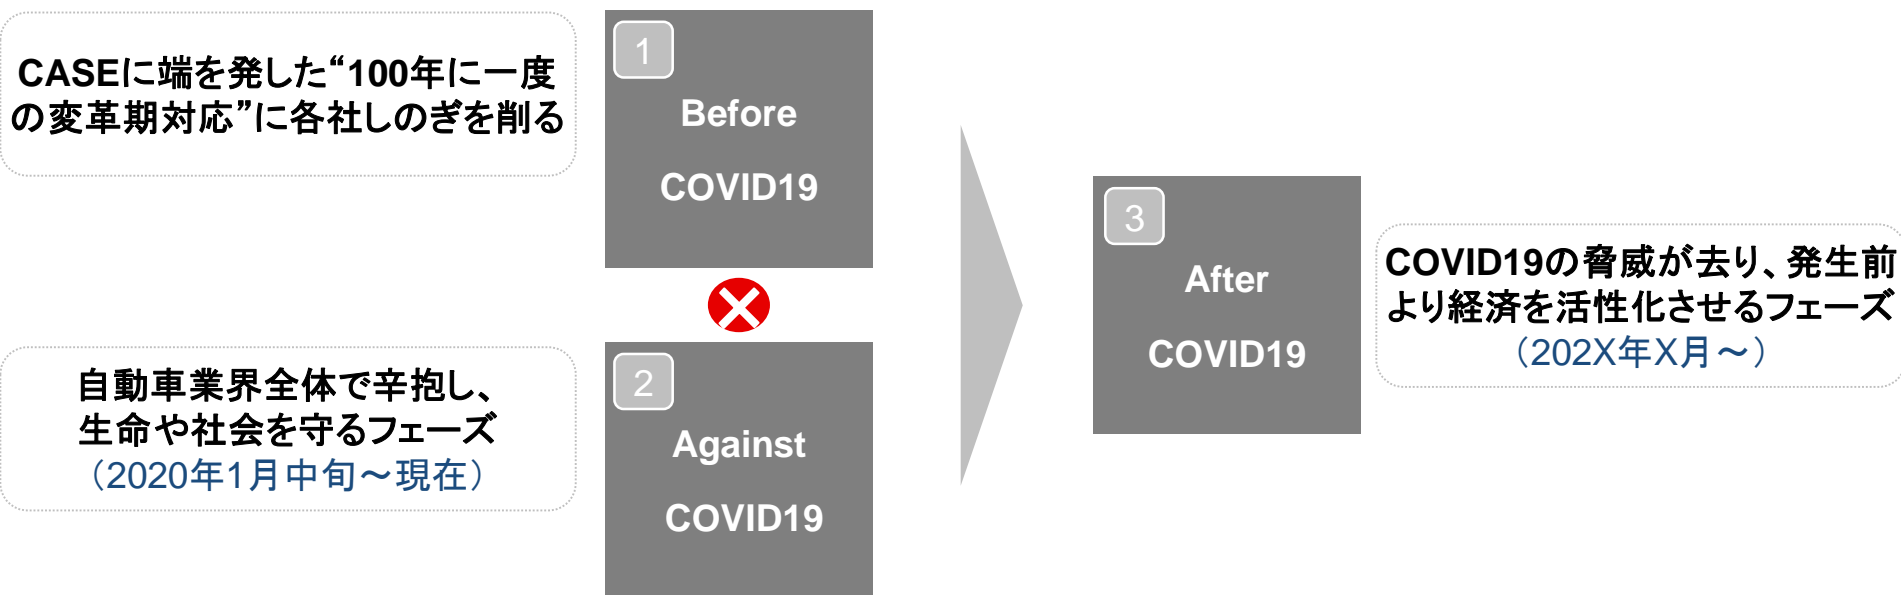 CASEに端を発した“100年に一度
の変革期対応”に各社しのぎを削る
1
Before
COVID19
自動車業界全体で辛抱し、
生命や社会を守るフェーズ
（2020年1月中旬～現在）
2
Against
COVID19
3
After
COVID19
COVID19の脅威が去り、発生前
より経済を活性化させるフェーズ
（202X年X月～）